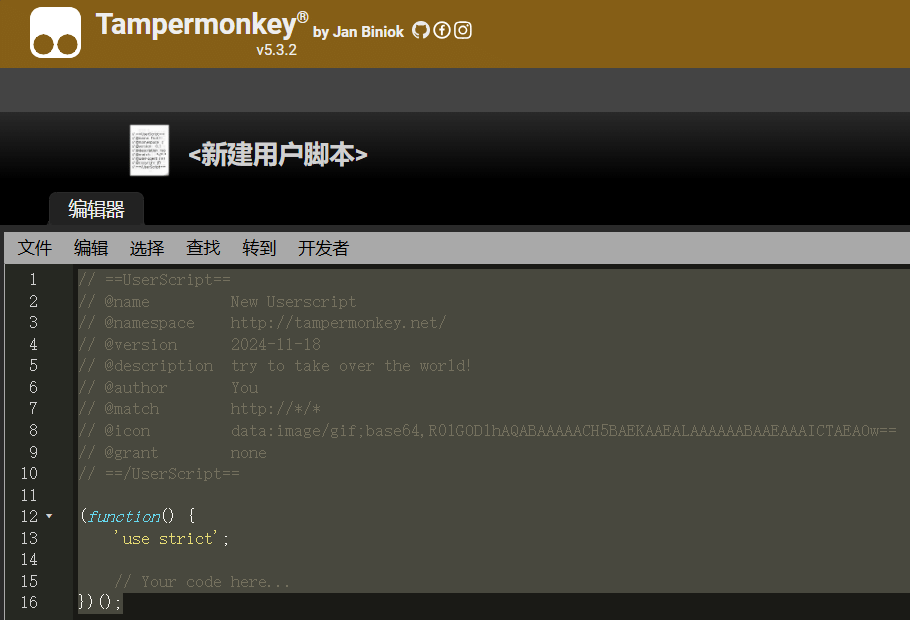 Tampermonkey® by Jan Biniok
v5.3.2
<新建用户脚本>
编辑器
文件 编辑 选择 查找 转到 开发者
1 // ==UserScript==
2 // @name New Userscript
3 // @namespace http://tampermonkey.net/
4 // @version 2024-11-18
5 // @description try to take over the world!
6 // @author You
7 // @match http://*/*
8 // @icon data:image/gif;base64,R0lGODlhAQABAAAAACH5BAEKAAEALAAAAAABAAEAAAICTAEAOw==
9 // @grant none
10 // ==/UserScript==
11
12 (function() {
13 'use strict';
14
15 // Your code here...
16 })();